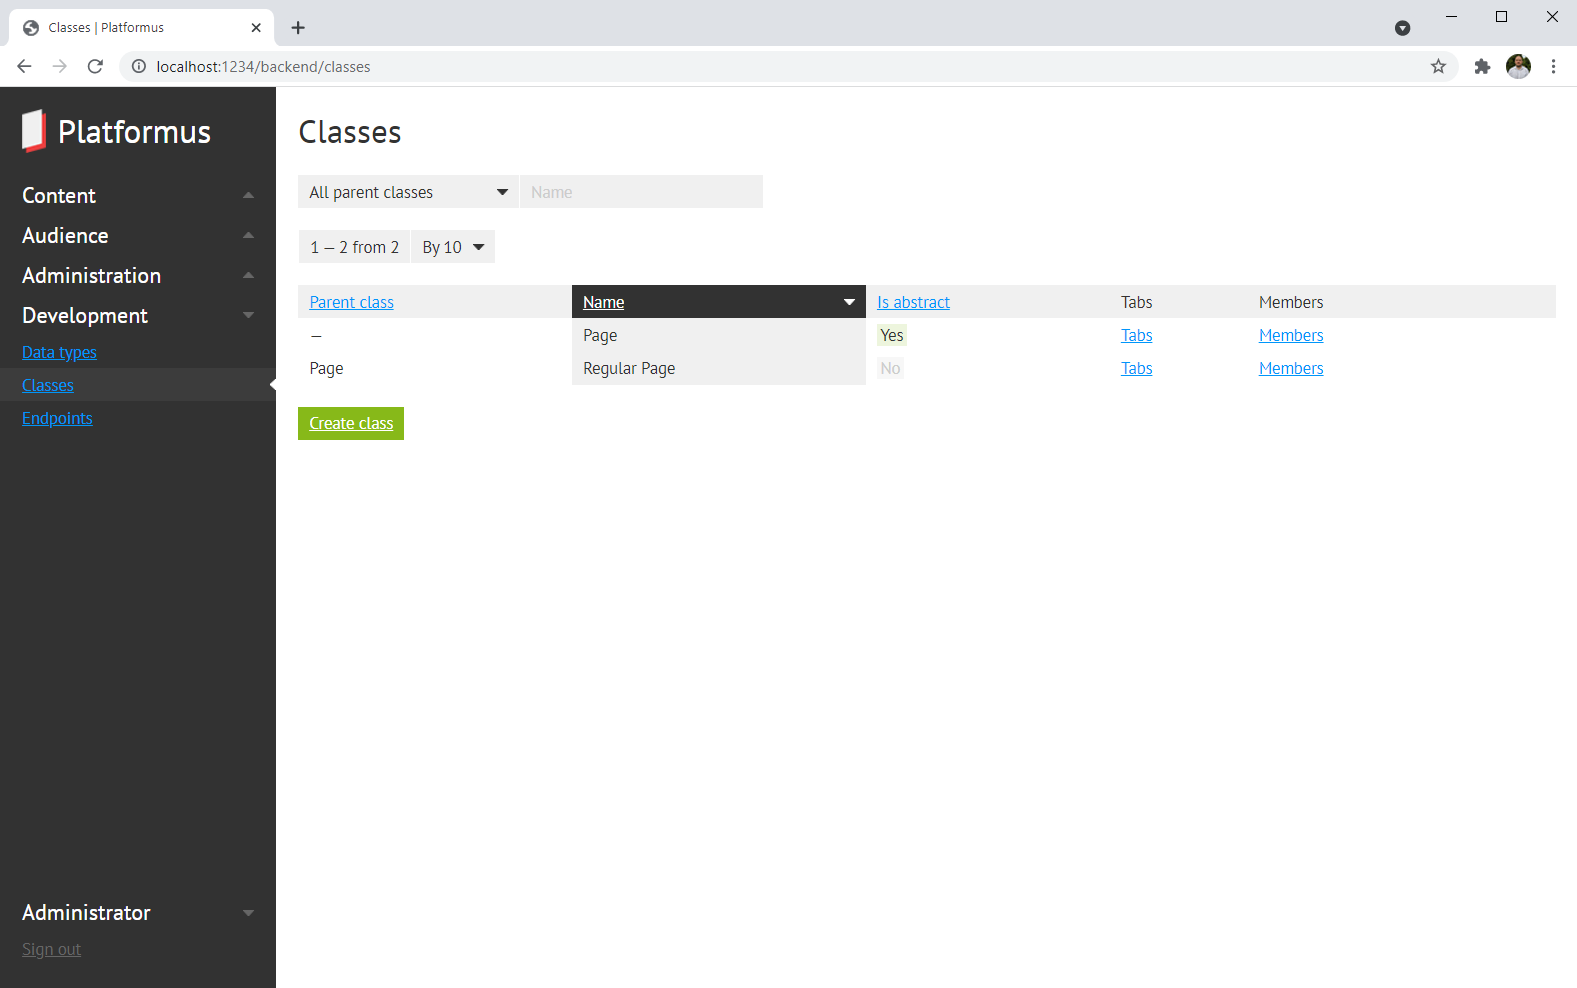 Classes | Platformus
localhost:1234/backend/classes
Platformus
Content
Audience
Administration
Development
Data types
Classes
Endpoints
Administrator
Sign out
Classes
All parent classes Name
1 — 2 from 2 By 10
Parent class Name Is abstract Tabs Members
— Page Yes Tabs Members
Page Regular Page No Tabs Members
Create class